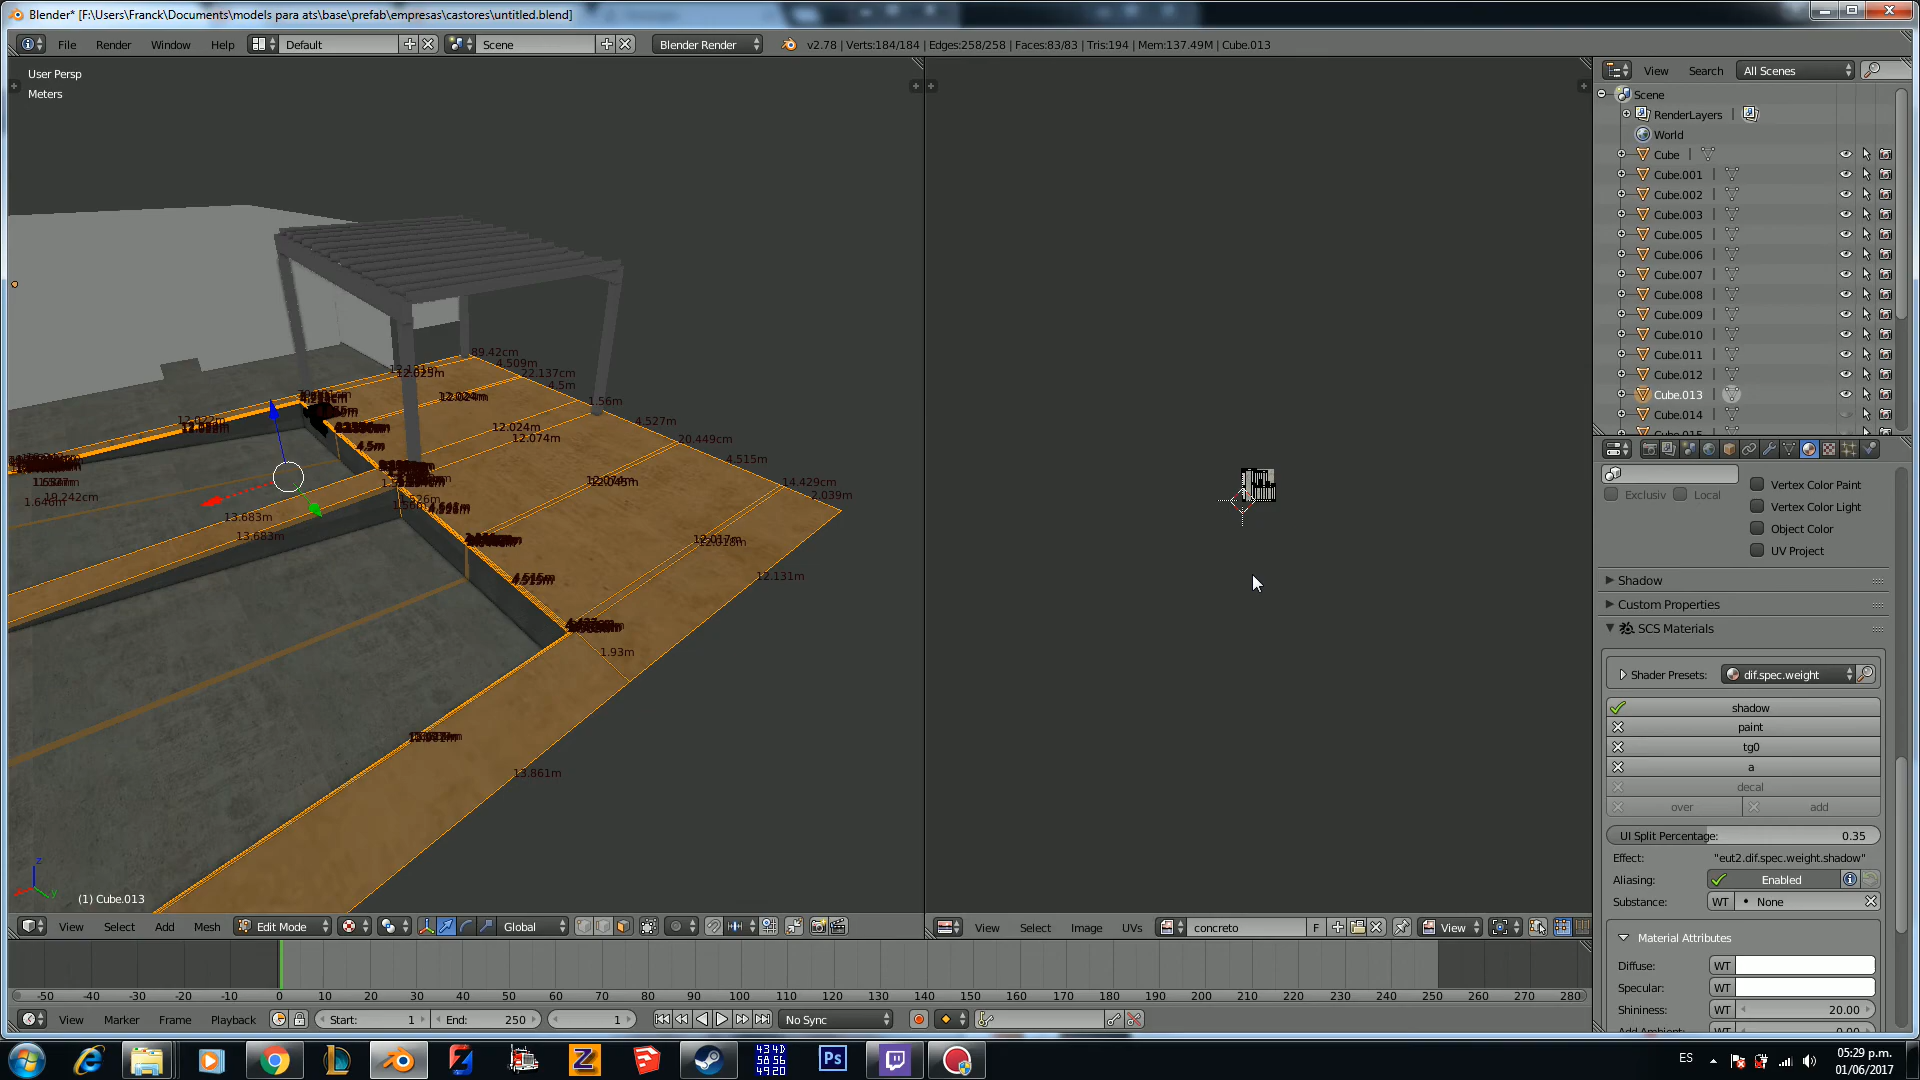 Blender* [F:\Users\Franck\Documents\models para ats\base\prefab\empresas\castores\untitled.blend]
File Render Window Help Default Scene Blender Render v2.78 | Verts:184/184 | Edges:258/258 | Faces:83/83 | Tris:194 | Mem:137.49M | Cube.013
User Persp
Meters
View Search All Scenes
Scene
RenderLayers
World
Cube
Cube.001
Cube.002
Cube.003
Cube.005
Cube.006
Cube.007
Cube.008
Cube.009
Cube.010
Cube.011
Cube.012
Cube.013
Cube.014
89.42cm
4.509m
22.137cm
4.5m
1.56m
4.527m
20.449cm
4.515m
14.429cm
2.039m
12.024m
12.074m
4.5m
12.131m
1.93m
13.861m
13.683m
13.683m
19.242cm
1.646m
(1) Cube.013
Exclusiv Local
Vertex Color Paint
Vertex Color Light
Object Color
UV Project
Shadow
Custom Properties
SCS Materials
Shader Presets: dif.spec.weight
shadow
paint
tg0
a
decal
over add
UI Split Percentage: 0.35
Effect: "eut2.dif.spec.weight.shadow"
Aliasing: Enabled
Substance: WT None
Material Attributes
Diffuse: WT
Specular: WT
Shininess: WT 20.00
View Select Add Mesh Edit Mode Global
View Select Image UVs concreto F View
-50 -40 -30 -20 -10 0 10 20 30 40 50 60 70 80 90 100 110 120 130 140 150 160 170 180 190 200 210 220 230 240 250 260 270 280
View Marker Frame Playback Start: 1 End: 250 1 No Sync
ES
05:29 p.m.
01/06/2017
Ps